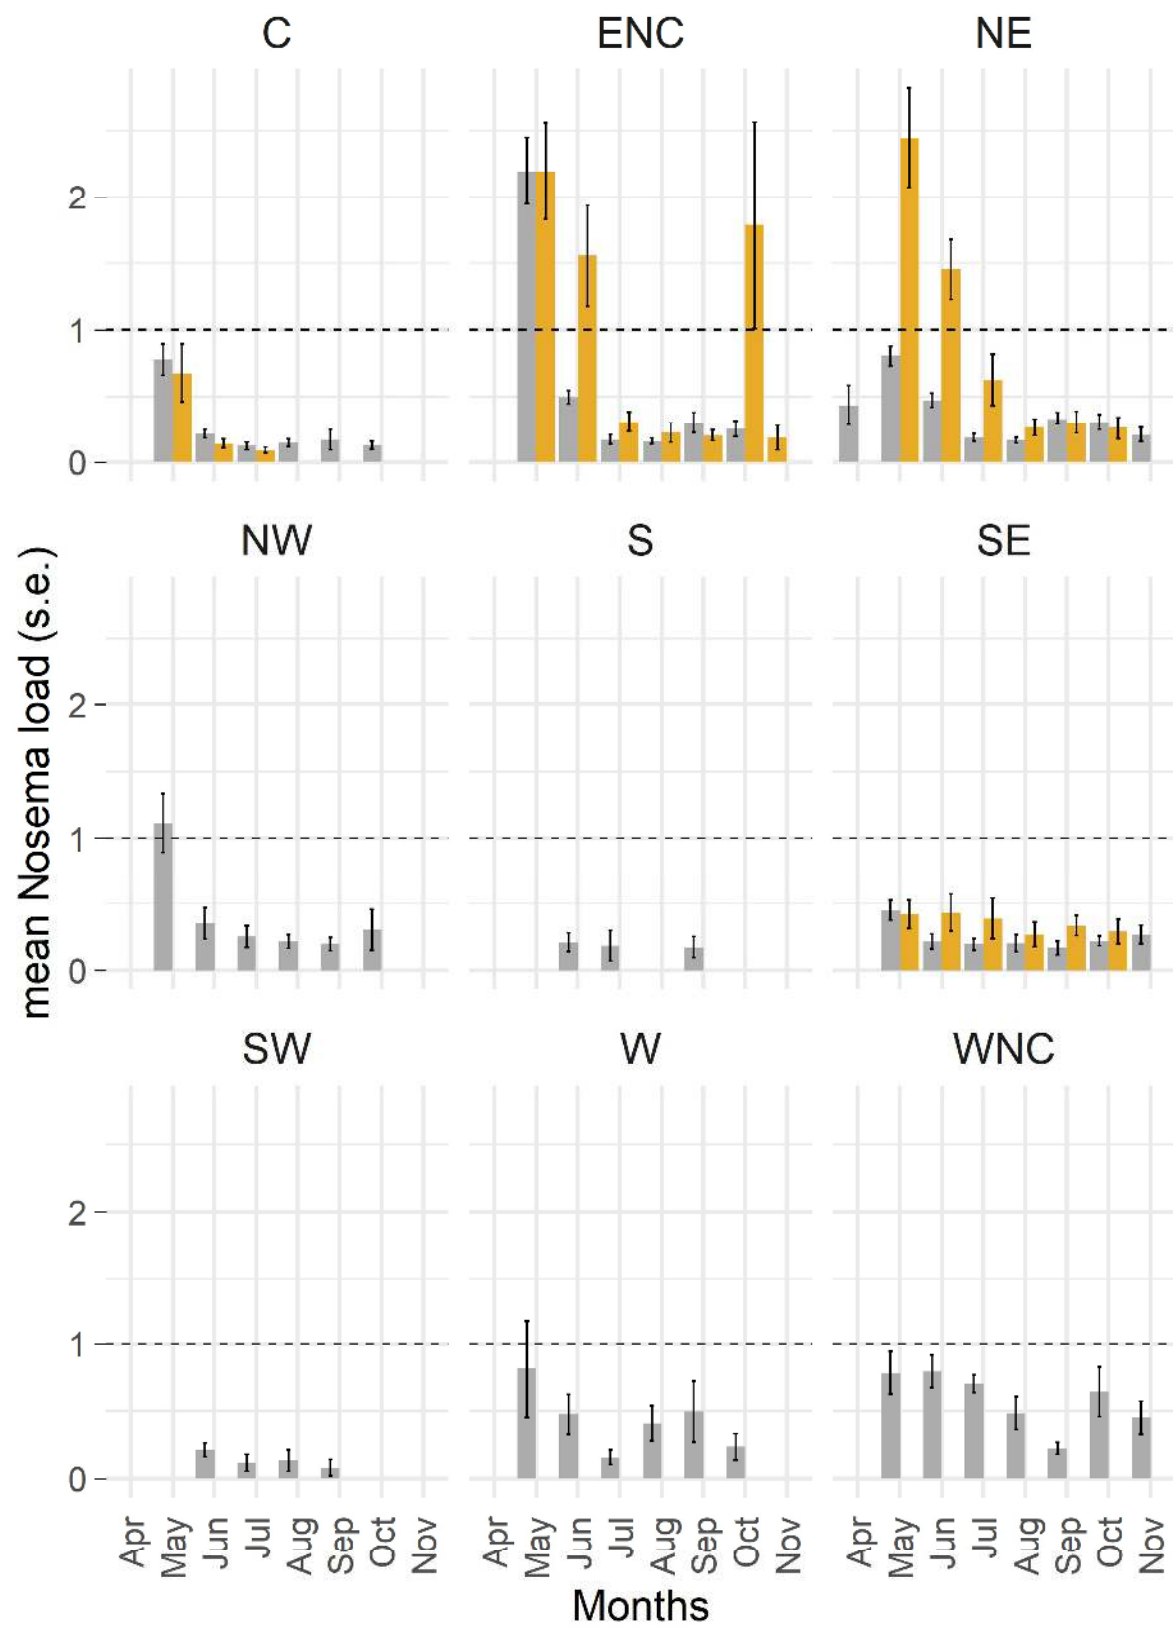 C ENC NE
2
1
0
NW S SE
2
1
0
mean Nosema load (s.e.)
SW W WNC
2
1
0
Apr May Jun Jul Aug Sep Oct Nov Apr May Jun Jul Aug Sep Oct Nov Apr May Jun Jul Aug Sep Oct Nov
Months